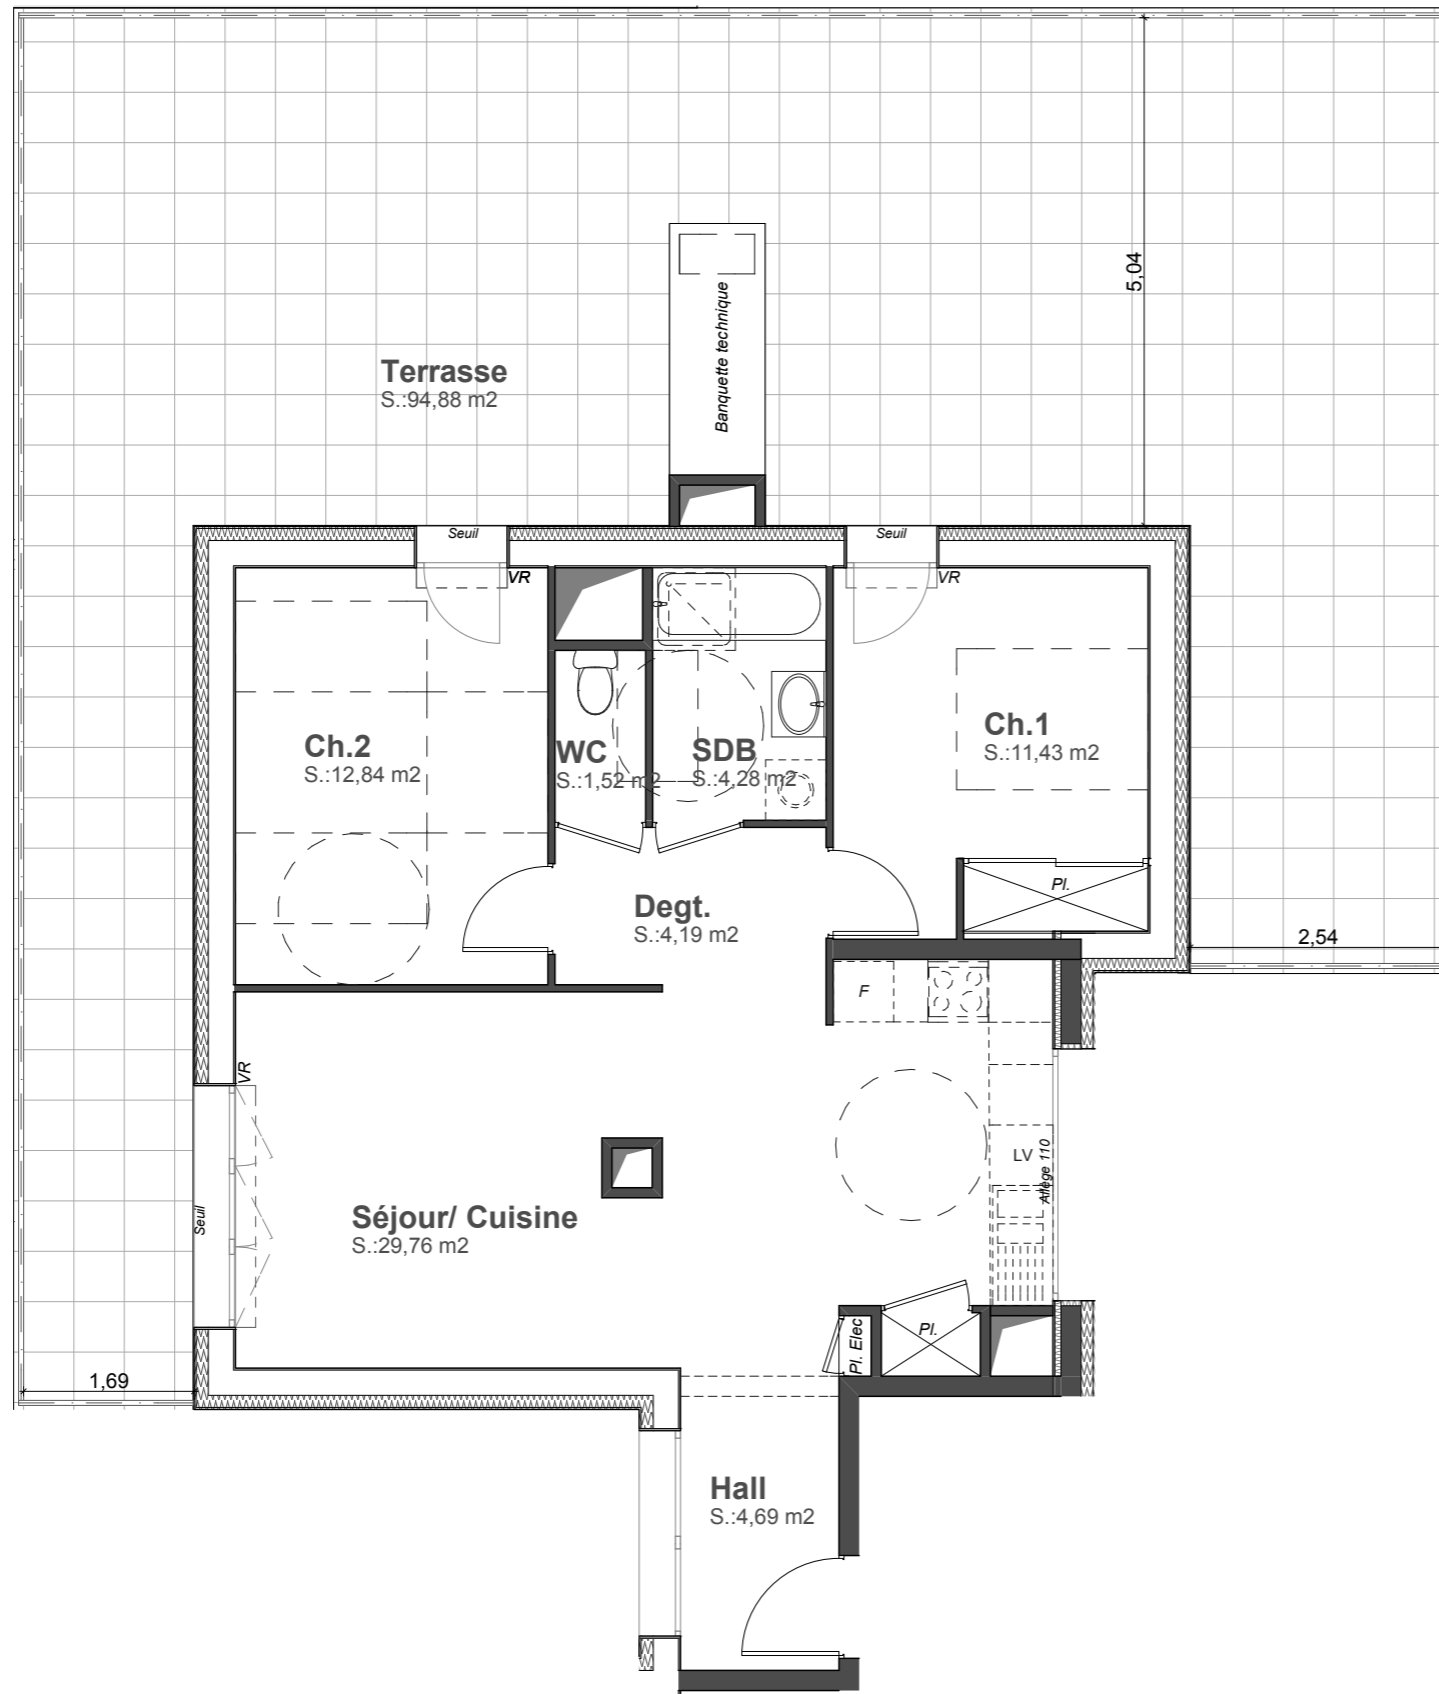 5,04
Banquette technique
Terrasse
S.:94,88 m2
Seuil
Seuil
VR
VR
Ch.2
S.:12,84 m2
WC
S.:1,52 m2
SDB
S.:4,28 m2
Ch.1
S.:11,43 m2
Pl.
Degt.
S.:4,19 m2
2,54
F
VR
LV
Allège 110
Seuil
Séjour/ Cuisine
S.:29,76 m2
Pl. Elec
Pl.
1,69
Hall
S.:4,69 m2